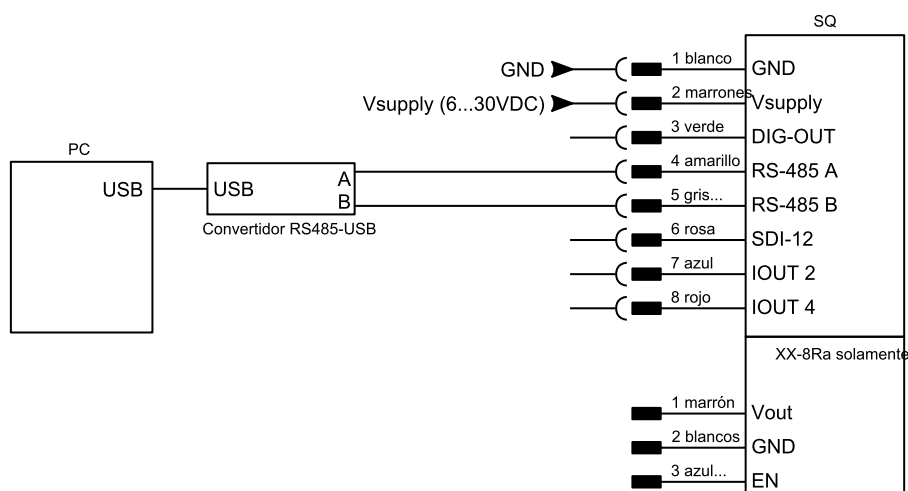 SQ
1 blanco
GND
GND
2 marrones
Vsupply (6...30VDC)
Vsupply
3 verde
DIG-OUT
PC
4 amarillo
RS-485 A
USB
USB
A
B
5 gris...
RS-485 B
Convertidor RS485-USB
6 rosa
SDI-12
7 azul
IOUT 2
8 rojo
IOUT 4
XX-8Ra solamente
1 marrón
Vout
2 blancos
GND
3 azul...
EN